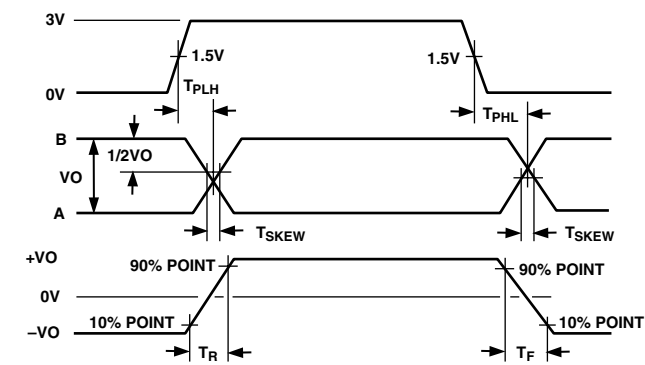 3V
1.5V
1.5V
TPLH
0V
TPHL
B
1/2VO
VO
A
TSKEW
TSKEW
+VO
90% POINT
90% POINT
0V
10% POINT
10% POINT
–VO
TR
TF